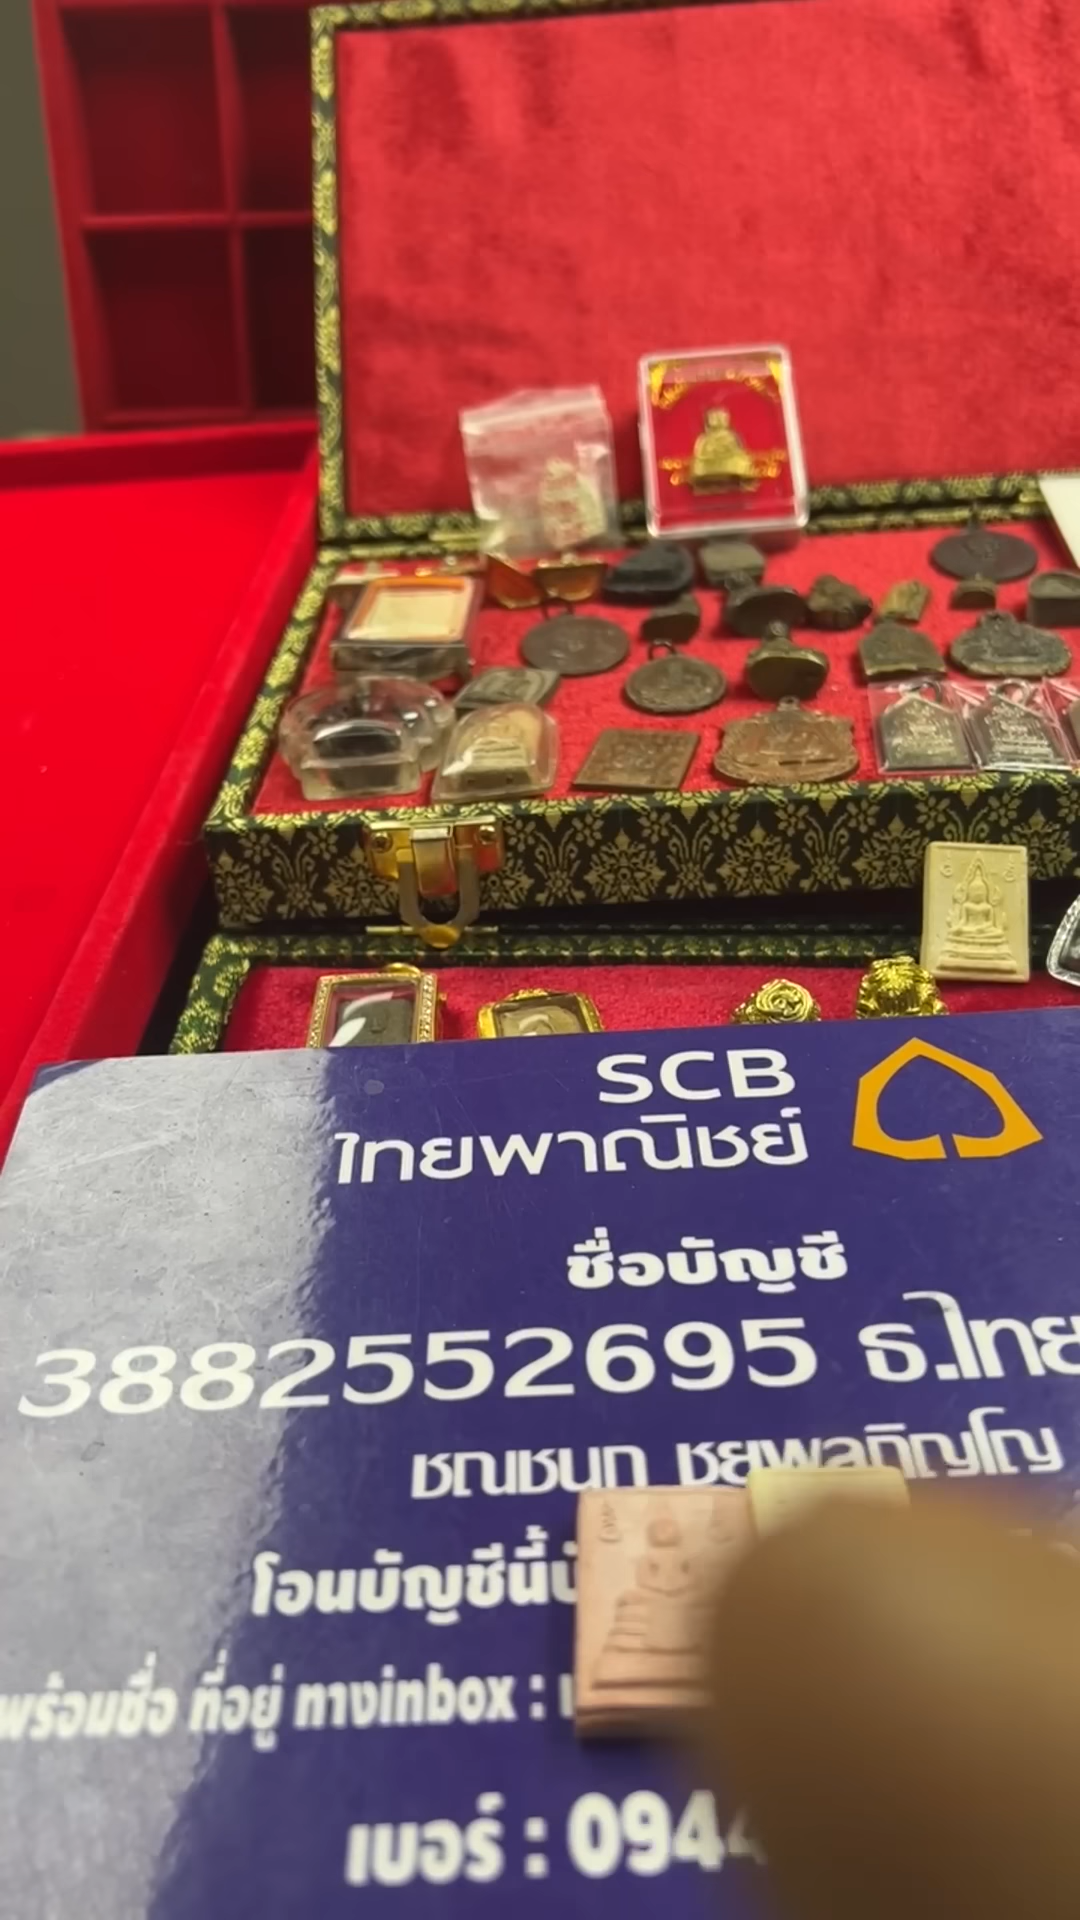 SCB
ไทยพาณิชย์
ชื่อบัญชี
3882552695 ธ.ไทย
ชณชนก ชยพลภิญโญ
โอนบัญชีนี้
พร้อมชื่อ ที่อยู่ ทางinbox :
เบอร์ : 094